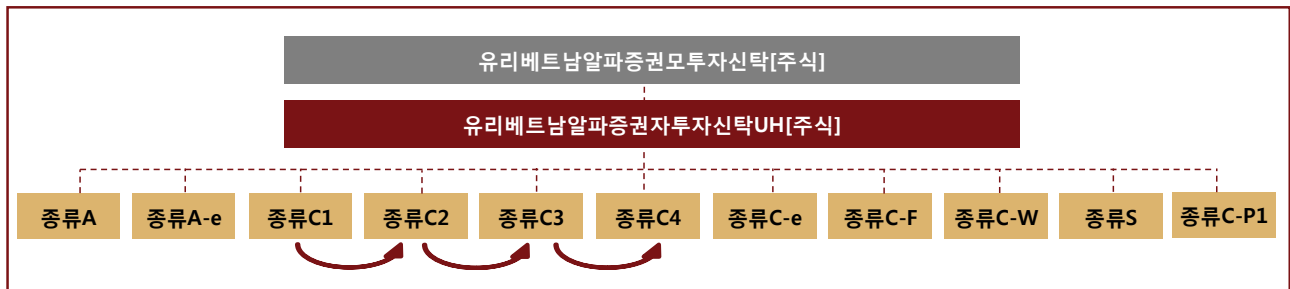 유리베트남알파증권모투자신탁[주식]
유리베트남알파증권자투자신탁UH[주식]
종류A
종류A-e
종류C1
종류C2
종류C3
종류C4
종류C-e
종류C-F
종류C-W
종류S
종류C-P1